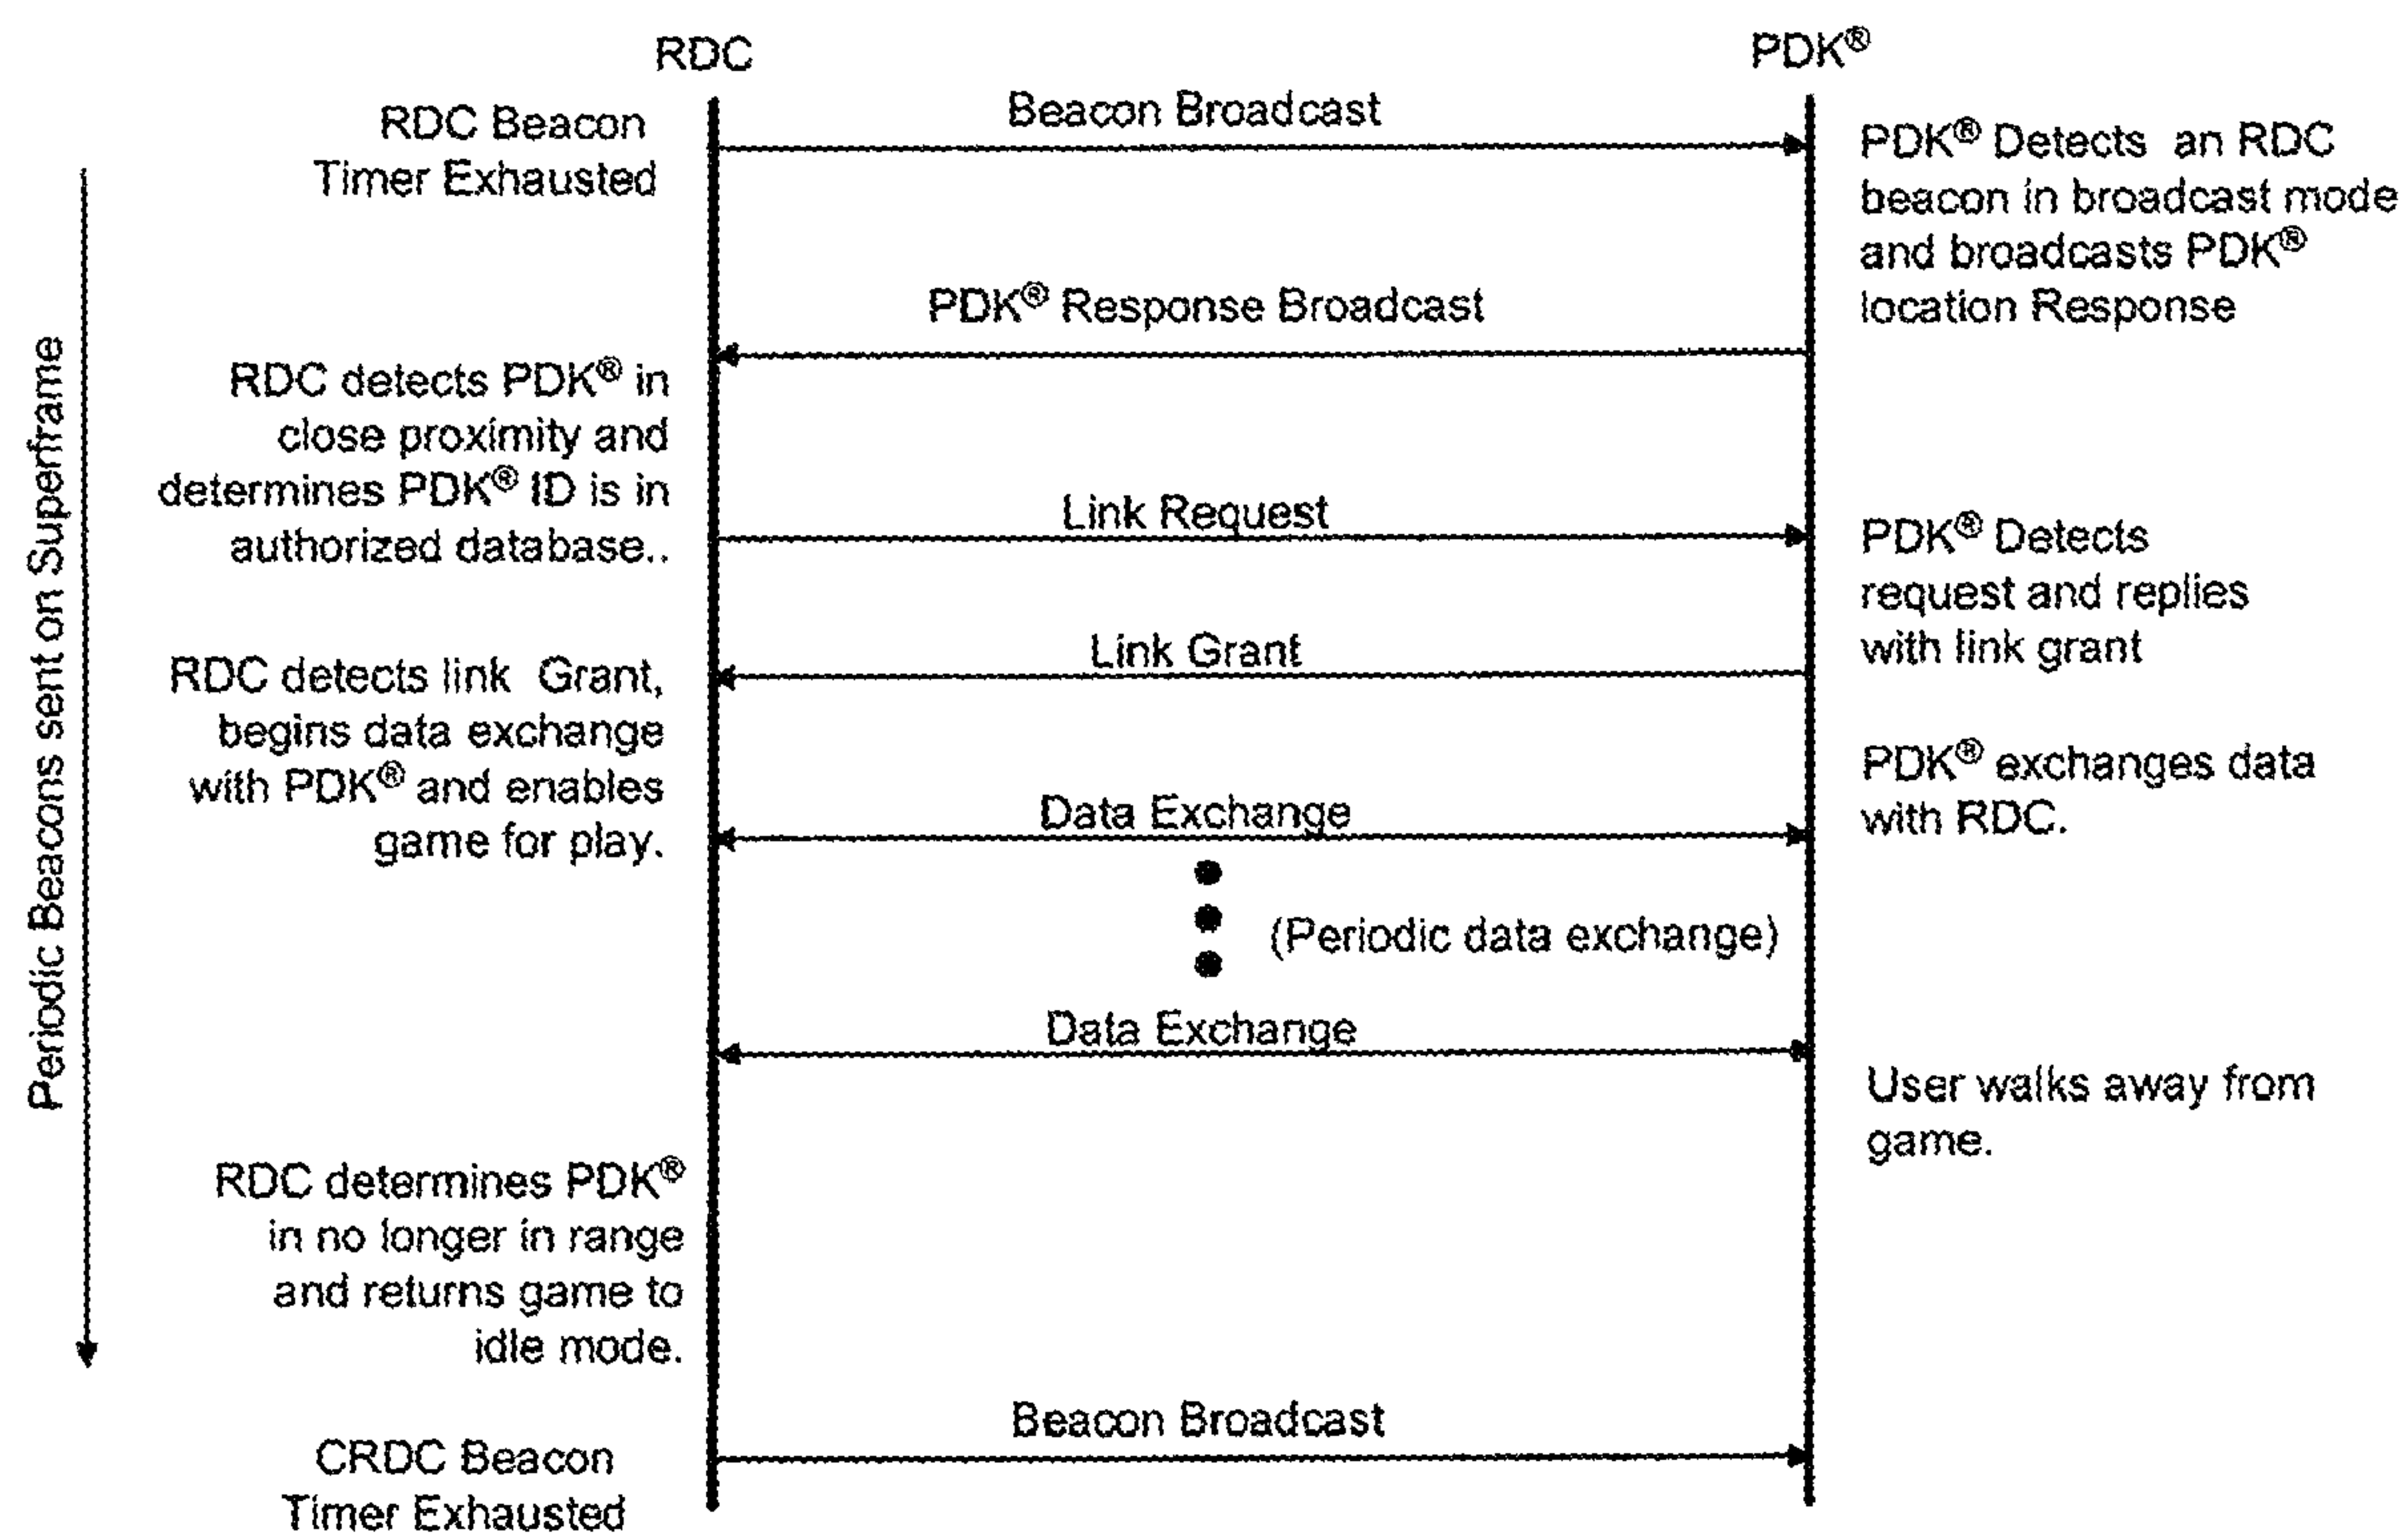 RDC
PDK®
RDC Beacon
Timer Exhausted
Beacon Broadcast
PDK® Detects an RDC
beacon in broadcast mode
and broadcasts PDK®
location Response
PDK® Response Broadcast
RDC detects PDK® in
close proximity and
determines PDK® ID is in
authorized database..
Link Request
PDK® Detects
request and replies
with link grant
Link Grant
RDC detects link Grant,
begins data exchange
with PDK® and enables
game for play.
PDK® exchanges data
with RDC.
Data Exchange
(Periodic data exchange)
Data Exchange
User walks away from
game.
RDC determines PDK®
in no longer in range
and returns game to
idle mode.
Beacon Broadcast
CRDC Beacon
Timer Exhausted
Periodic Beacons sent on Superframe